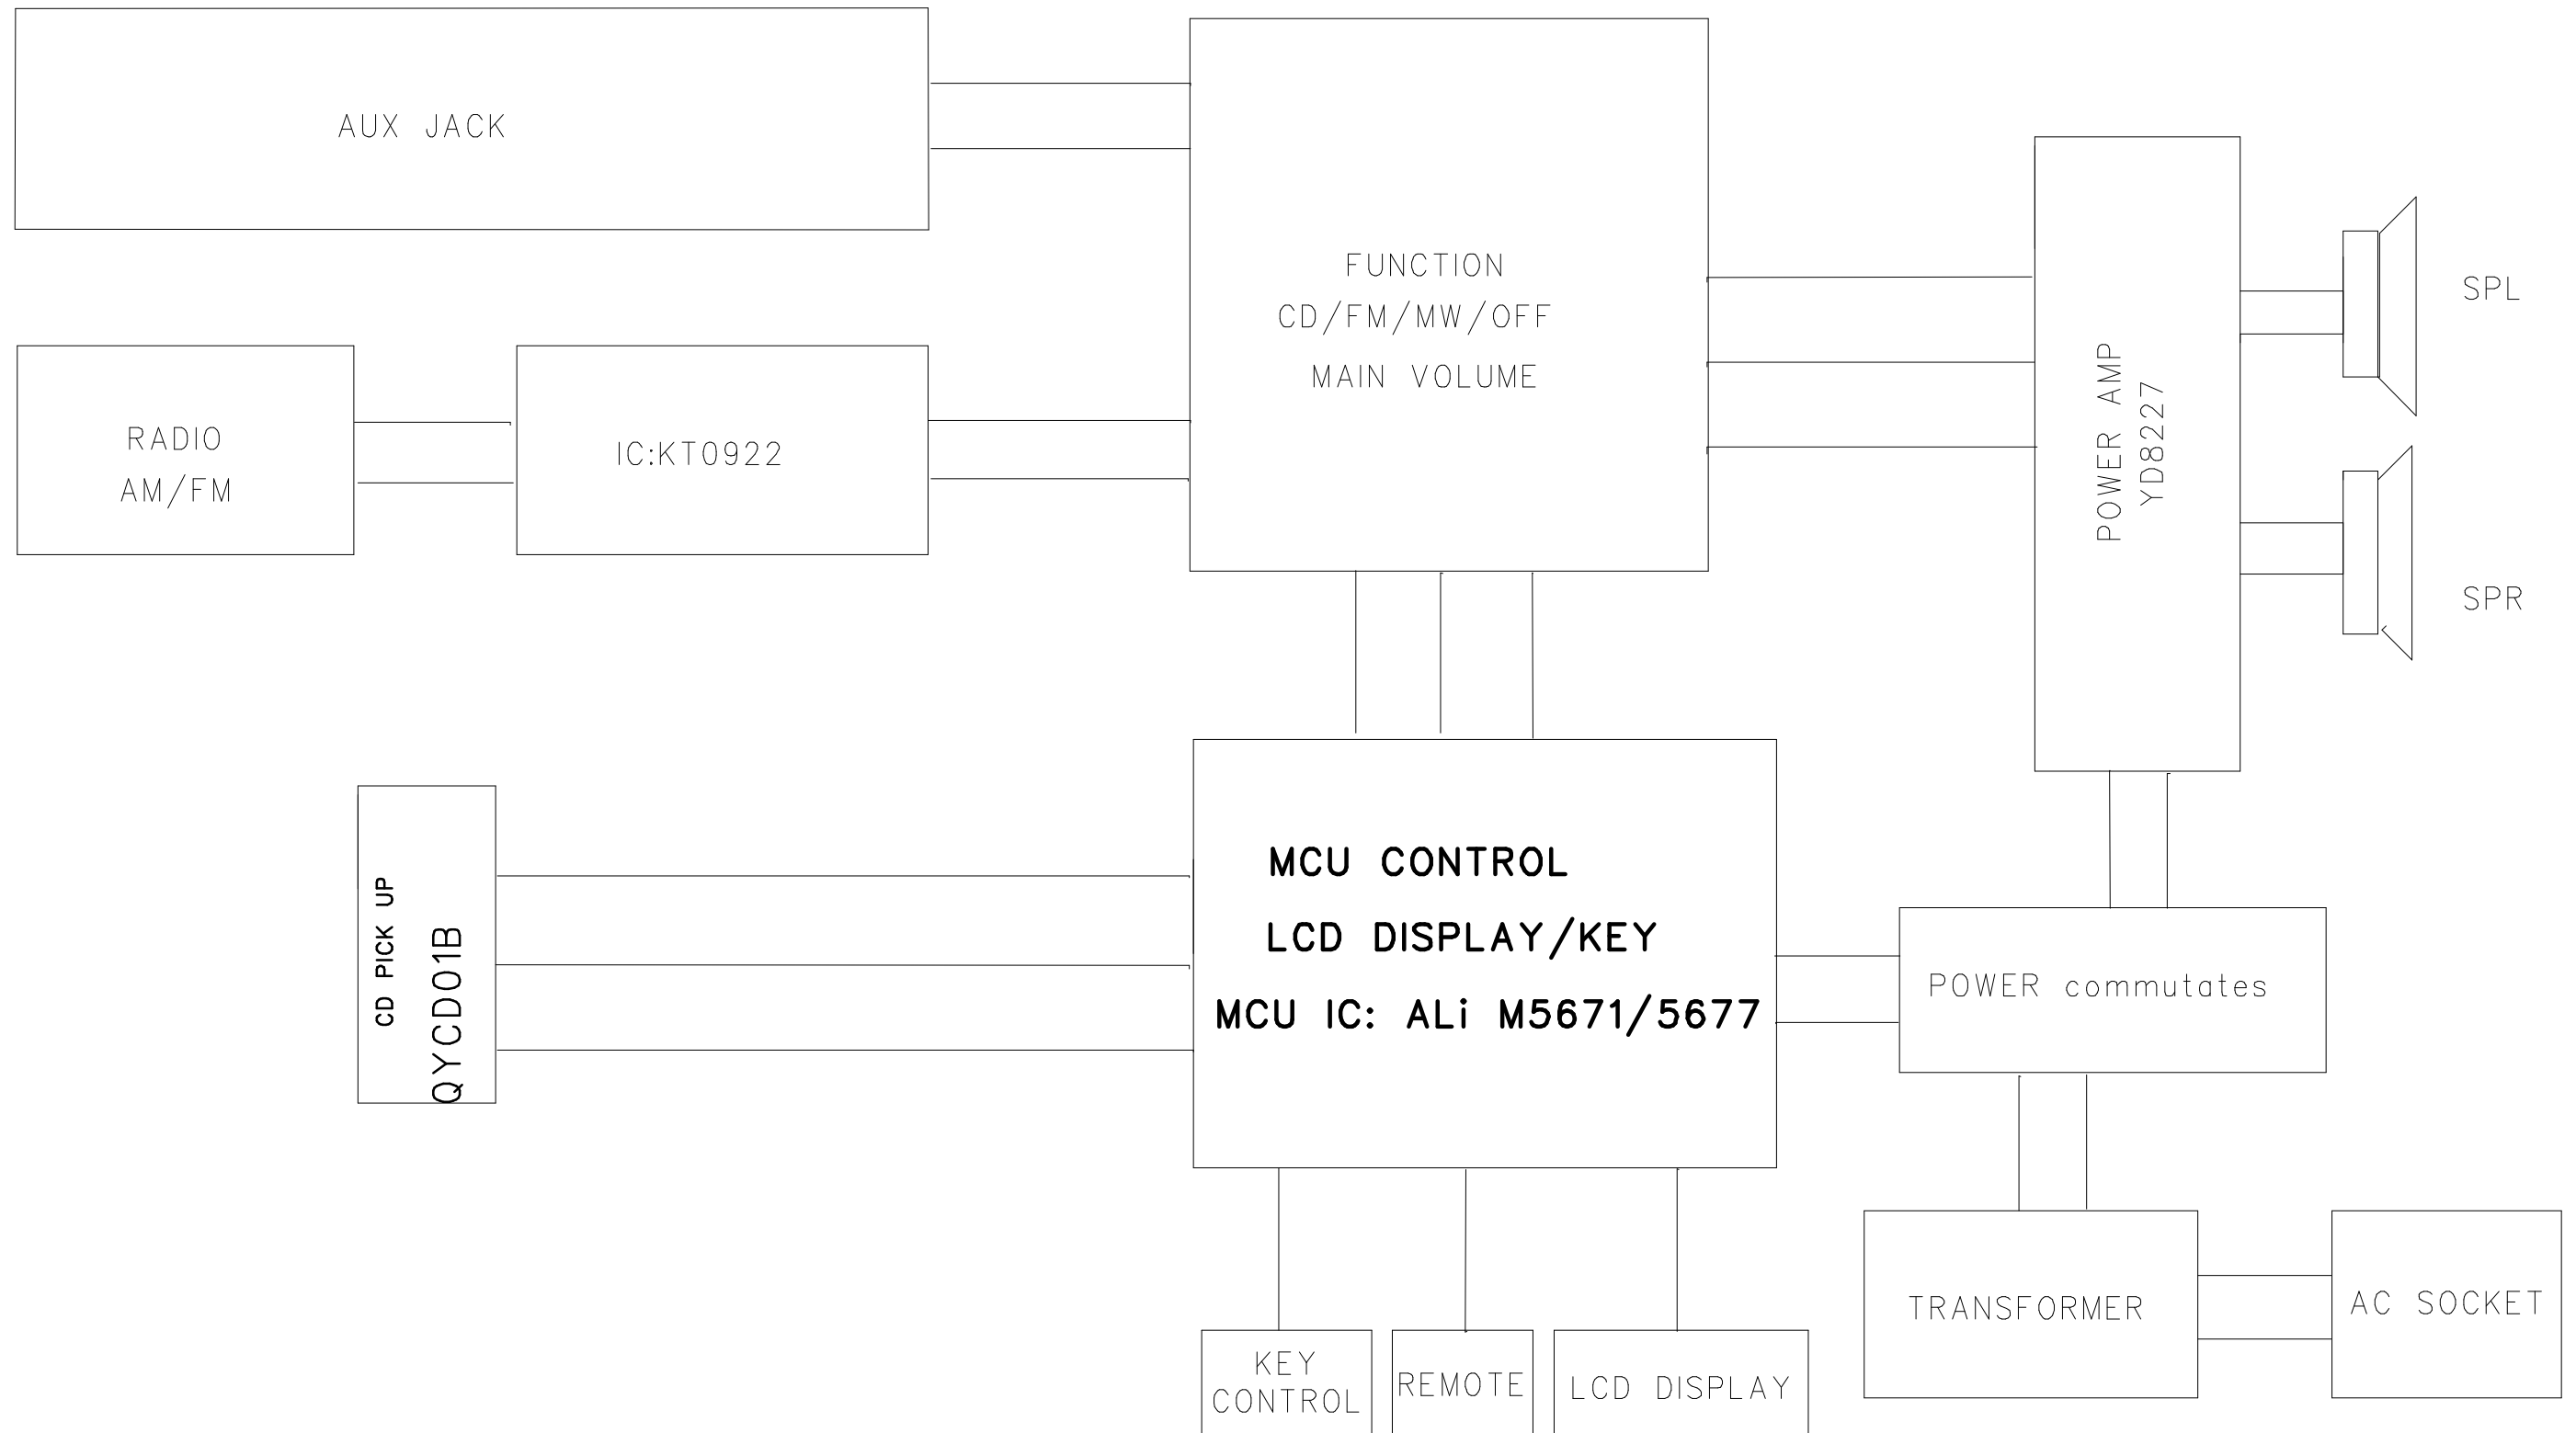 AUX JACK
FUNCTION
CD/FM/MW/OFF
MAIN VOLUME
RADIO
AM/FM
IC:KT0922
POWER AMP
YD8227
SPL
SPR
CD PICK UP
QYCD01B
MCU CONTROL
LCD DISPLAY/KEY
MCU IC: ALi M5671/5677
POWER commutates
TRANSFORMER
AC SOCKET
KEY
CONTROL
REMOTE
LCD DISPLAY